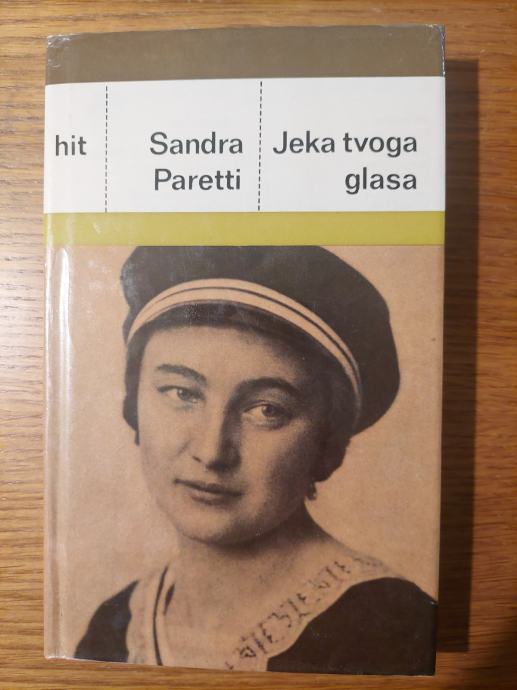 hit
Sandra
Paretti
Jeka tvoga
glasa